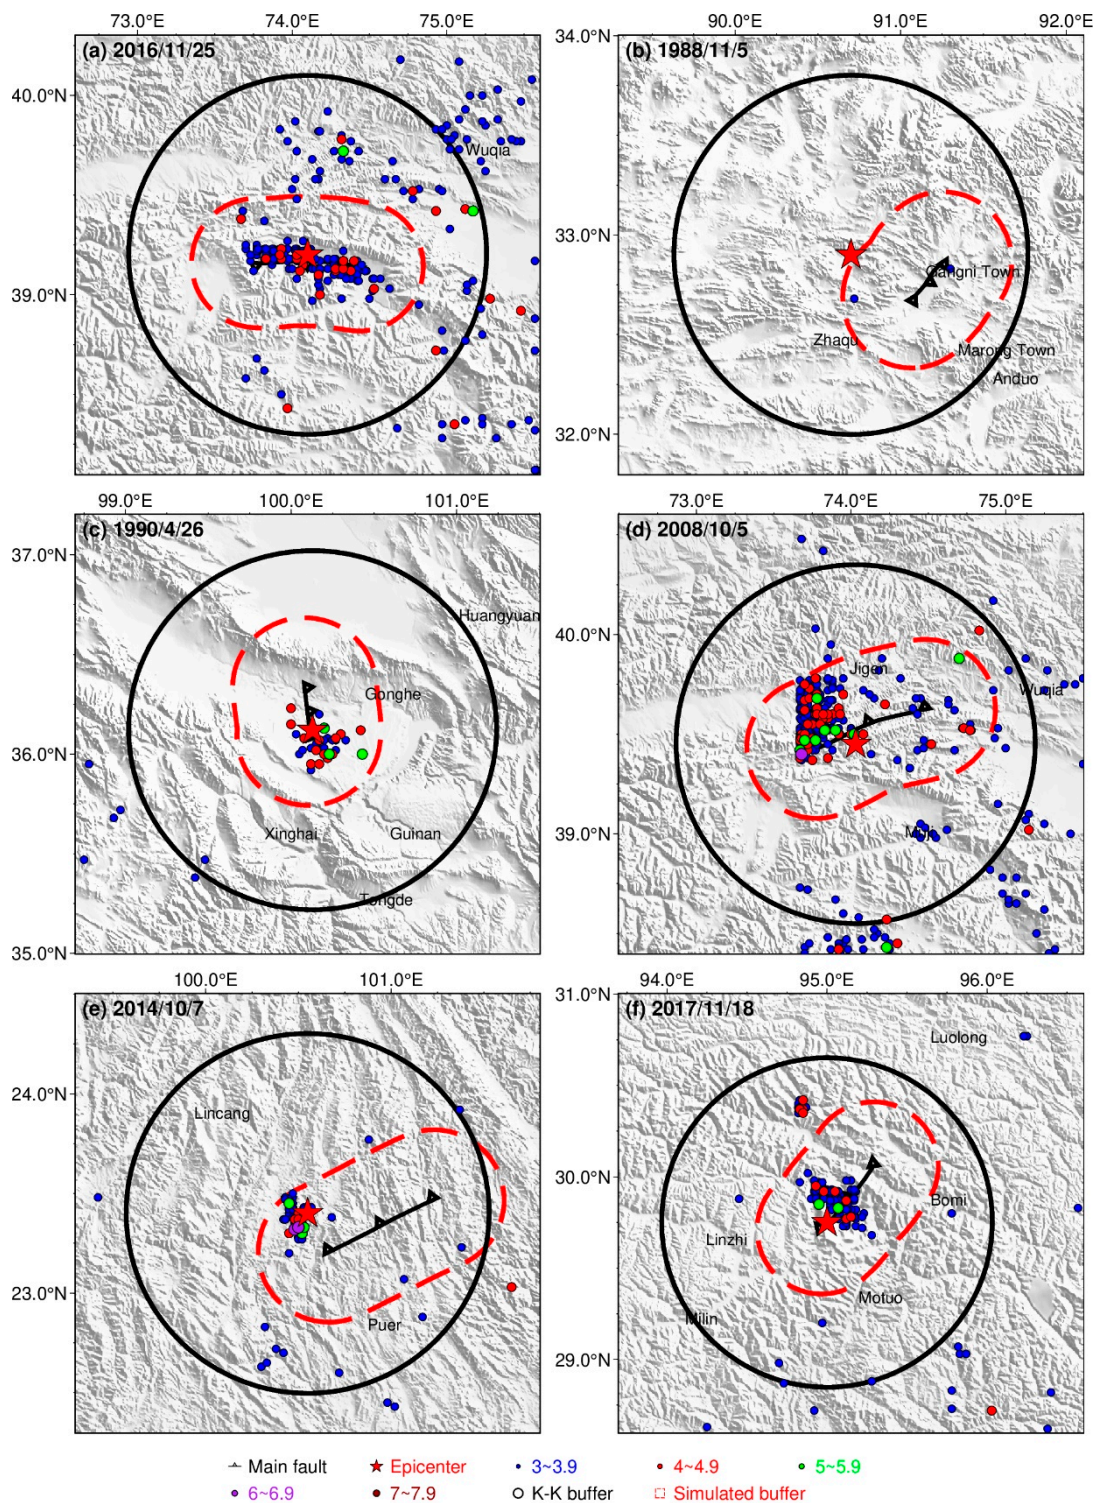 73.0°E 74.0°E 75.0°E 90.0°E 91.0°E 92.0°E
(a) 2016/11/25
40.0°N
39.0°N
Wuqia
(b) 1988/11/5
34.0°N
33.0°N
32.0°N
Gangni Town
Zhaqu
Marong Town
Anduo
99.0°E 100.0°E 101.0°E 73.0°E 74.0°E 75.0°E
(c) 1990/4/26
37.0°N
36.0°N
35.0°N
Huangyuan
Gonghe
Xinghai
Guinan
Tongde
(d) 2008/10/5
40.0°N
39.0°N
Jigen
Wuqia
Muji
100.0°E 101.0°E 94.0°E 95.0°E 96.0°E
(e) 2014/10/7
24.0°N
23.0°N
Lincang
Puer
(f) 2017/11/18
31.0°N
30.0°N
29.0°N
Luolong
Bomi
Linzhi
Motuo
Milin
Main fault Epicenter 3~3.9 4~4.9 5~5.9
6~6.9 7~7.9 K-K buffer Simulated buffer